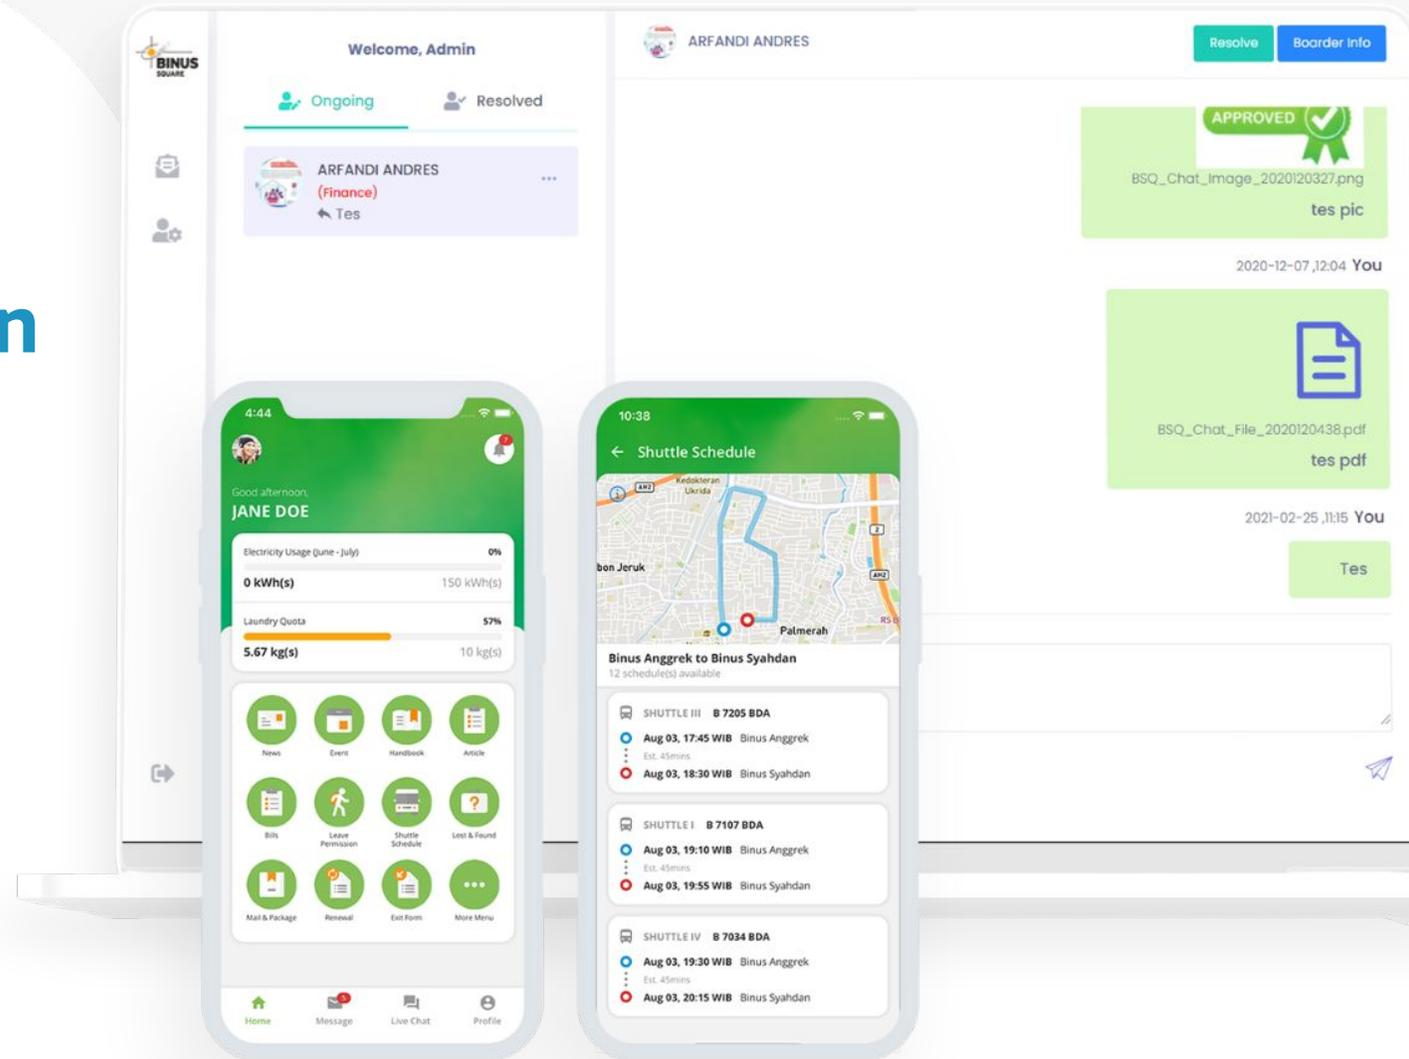 n
BINUS
SQUARE
Welcome, Admin
Ongoing
Resolved
ARFANDI ANDRES
(Finance)
Tes
ARFANDI ANDRES
Resolve
Boarder Info
APPROVED
BSQ_Chat_Image_2020120327.png
tes pic
2020-12-07 ,12:04 You
BSQ_Chat_File_2020120438.pdf
tes pdf
2021-02-25 ,11:15 You
Tes
4:44
7
Good afternoon,
JANE DOE
Electricity Usage (June - July) 0%
0 kWh(s) 150 kWh(s)
Laundry Quota 57%
5.67 kg(s) 10 kg(s)
News
Event
Handbook
Article
Bills
Leave
Permission
Shuttle
Schedule
Lost & Found
Mail & Package
Renewal
Exit Form
More Menu
Home
Message
Live Chat
Profile
10:38
Shuttle Schedule
AH2
Kedokteran
Ukrida
2
bon Jeruk
AH2
Palmerah
RS
Binus Anggrek to Binus Syahdan
12 schedule(s) available
SHUTTLE III B 7205 BDA
Aug 03, 17:45 WIB Binus Anggrek
Est. 45mins
Aug 03, 18:30 WIB Binus Syahdan
SHUTTLE I B 7107 BDA
Aug 03, 19:10 WIB Binus Anggrek
Est. 45mins
Aug 03, 19:55 WIB Binus Syahdan
SHUTTLE IV B 7034 BDA
Aug 03, 19:30 WIB Binus Anggrek
Est. 45mins
Aug 03, 20:15 WIB Binus Syahdan